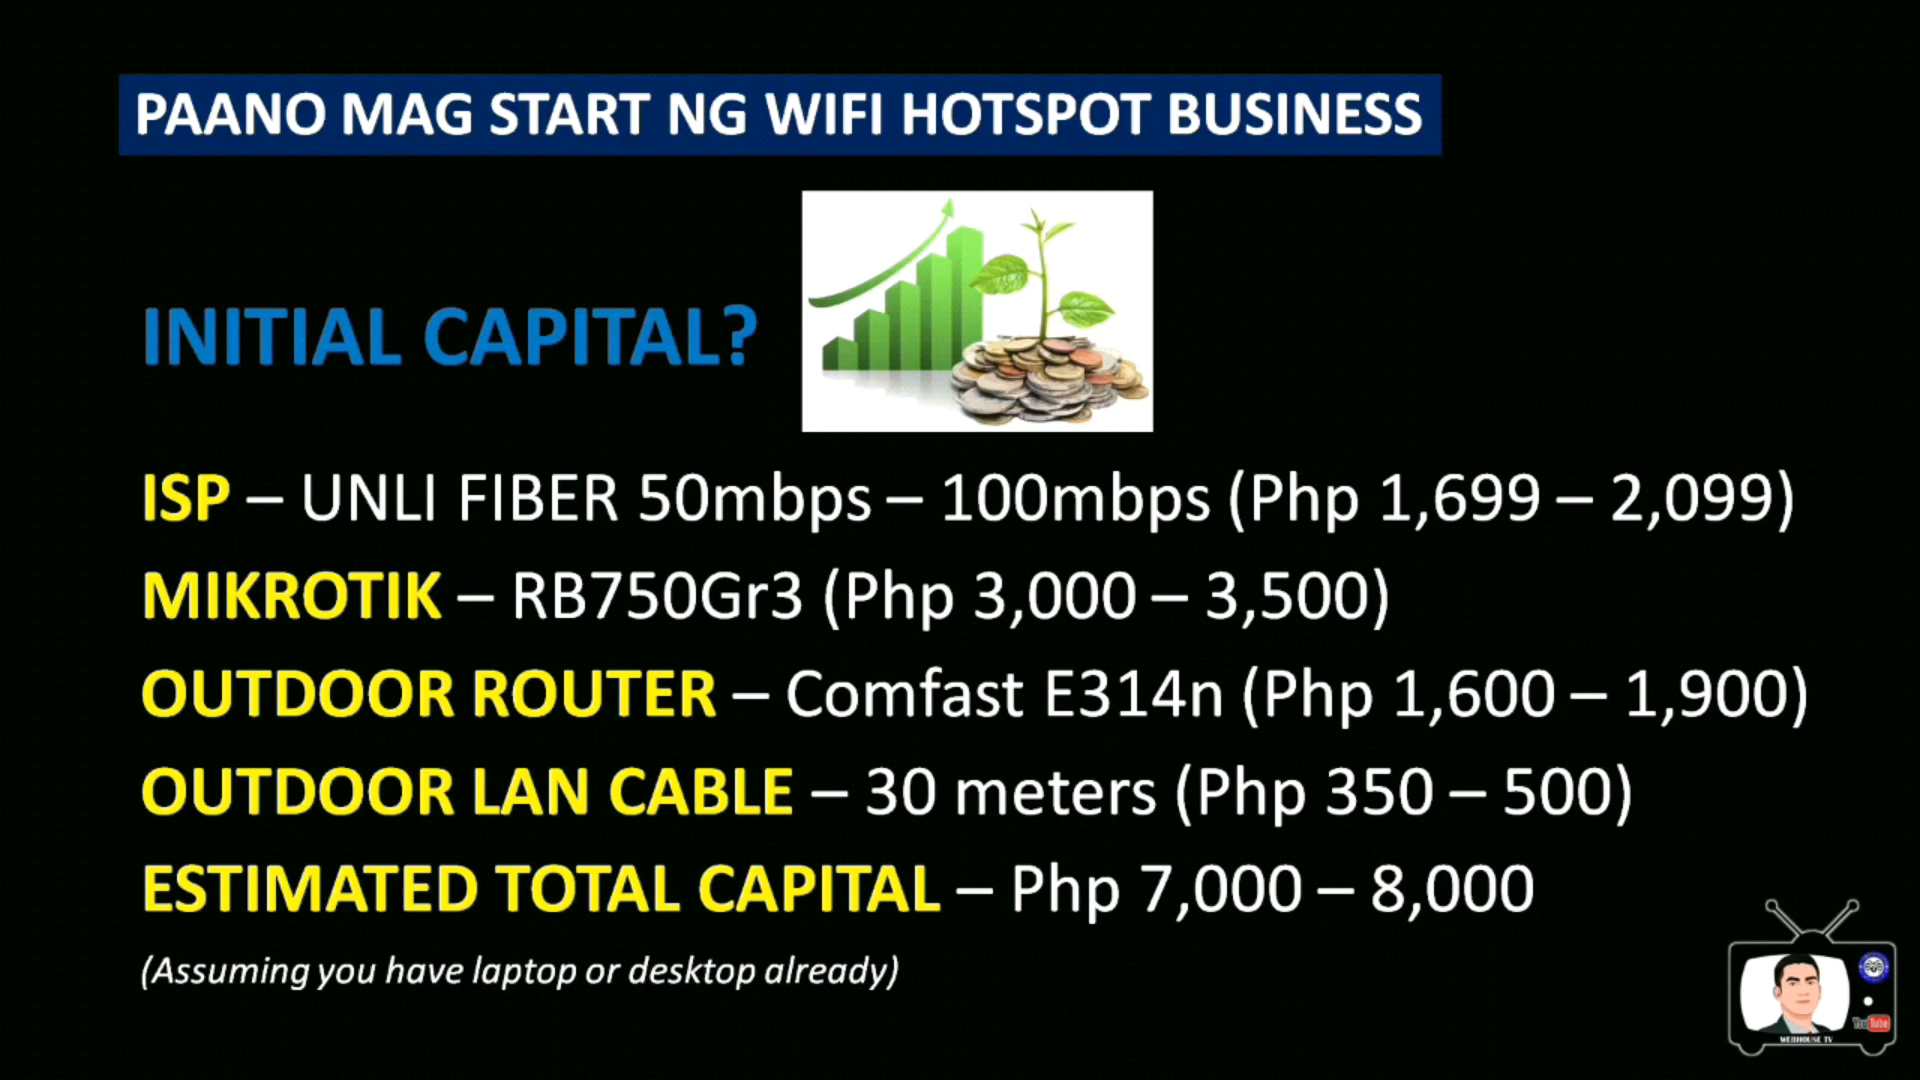 PAANO MAG START NG WIFI HOTSPOT BUSINESS
INITIAL CAPITAL?
ISP – UNLI FIBER 50mbps – 100mbps (Php 1,699 – 2,099)
MIKROTIK – RB750Gr3 (Php 3,000 – 3,500)
OUTDOOR ROUTER – Comfast E314n (Php 1,600 – 1,900)
OUTDOOR LAN CABLE – 30 meters (Php 350 – 500)
ESTIMATED TOTAL CAPITAL – Php 7,000 – 8,000
(Assuming you have laptop or desktop already)
YouTube
WEBHOUSE TV